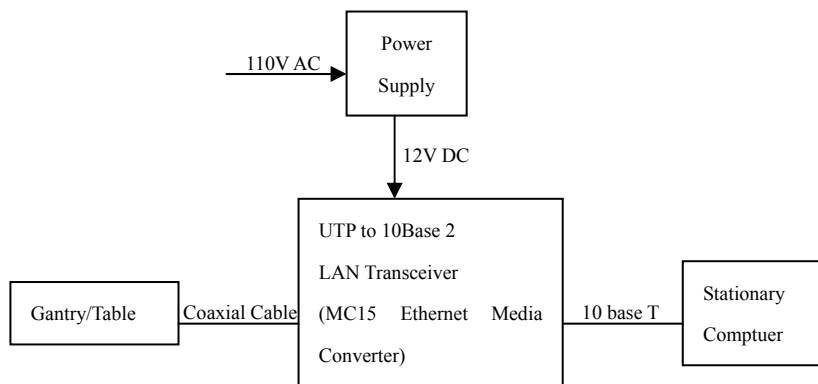 Power
Supply
110V AC
12V DC
UTP to 10Base 2
LAN Transceiver
(MC15 Ethernet Media
Converter)
Gantry/Table
Coaxial Cable
10 base T
Stationary
Comptuer